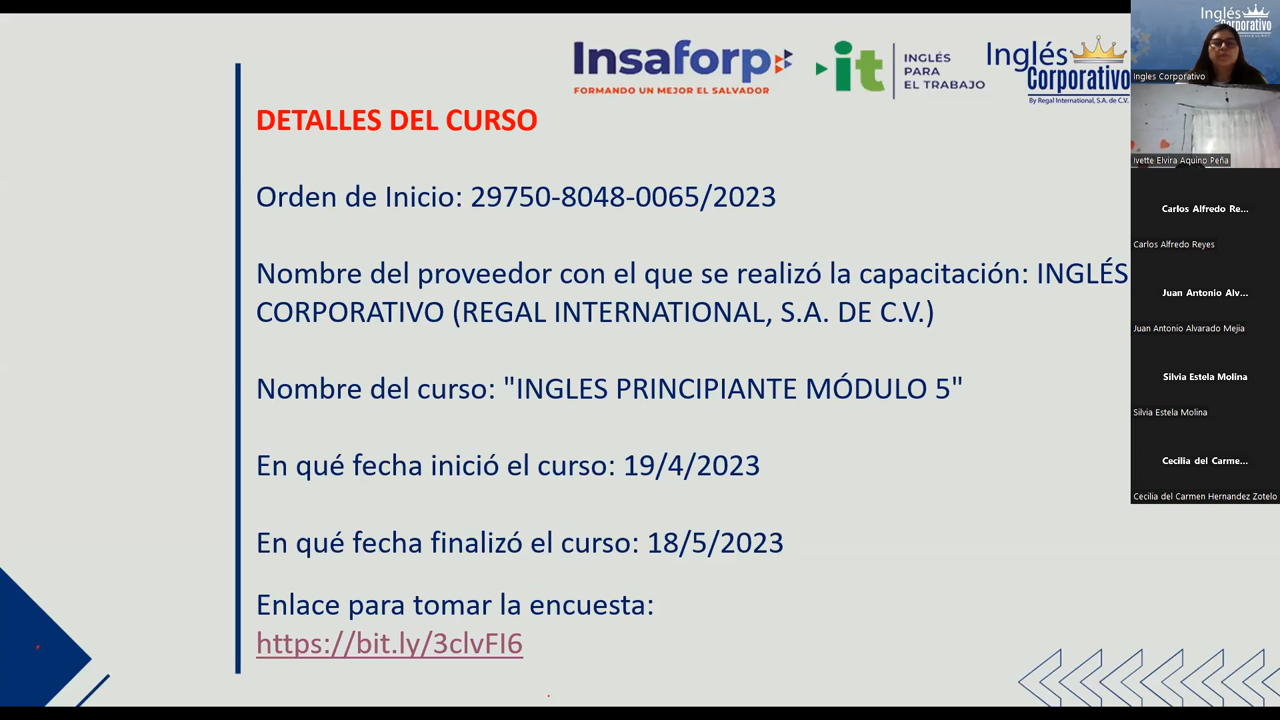 Insaforp
FORMANDO UN MEJOR EL SALVADOR
it
INGLÉS
PARA
EL TRABAJO
Inglés
Corporativo
By Regal International, S.A. de C.V.
DETALLES DEL CURSO
Orden de Inicio: 29750-8048-0065/2023
Nombre del proveedor con el que se realizó la capacitación: INGLÉS
CORPORATIVO (REGAL INTERNATIONAL, S.A. DE C.V.)
Nombre del curso: "INGLES PRINCIPIANTE MÓDULO 5"
En qué fecha inició el curso: 19/4/2023
En qué fecha finalizó el curso: 18/5/2023
Enlace para tomar la encuesta:
https://bit.ly/3clvFI6
Inglés
Corporativo
Ingles Corporativo
Ivette Elvira Aquino Peña
Carlos Alfredo Re...
Carlos Alfredo Reyes
Juan Antonio Alv...
Juan Antonio Alvarado Mejia
Silvia Estela Molina
Silvia Estela Molina
Cecilia del Carme...
Cecilia del Carmen Hernandez Zotelo